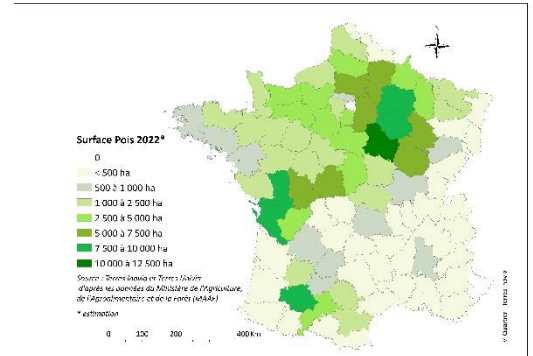 Surface Pois 2022*
0
< 500 ha
500 à 1 000 ha
1 000 à 2 500 ha
2 500 à 5 000 ha
5 000 à 7 500 ha
7 500 à 10 000 ha
10 000 à 12 500 ha
Source : Terres Inovia et Terres Univia
d'après les données du Ministère de l'Agriculture,
de l'Agroalimentaire et de la Forêt (MAAF)
* estimation
0 100 200 400 Km
Terres Inovia